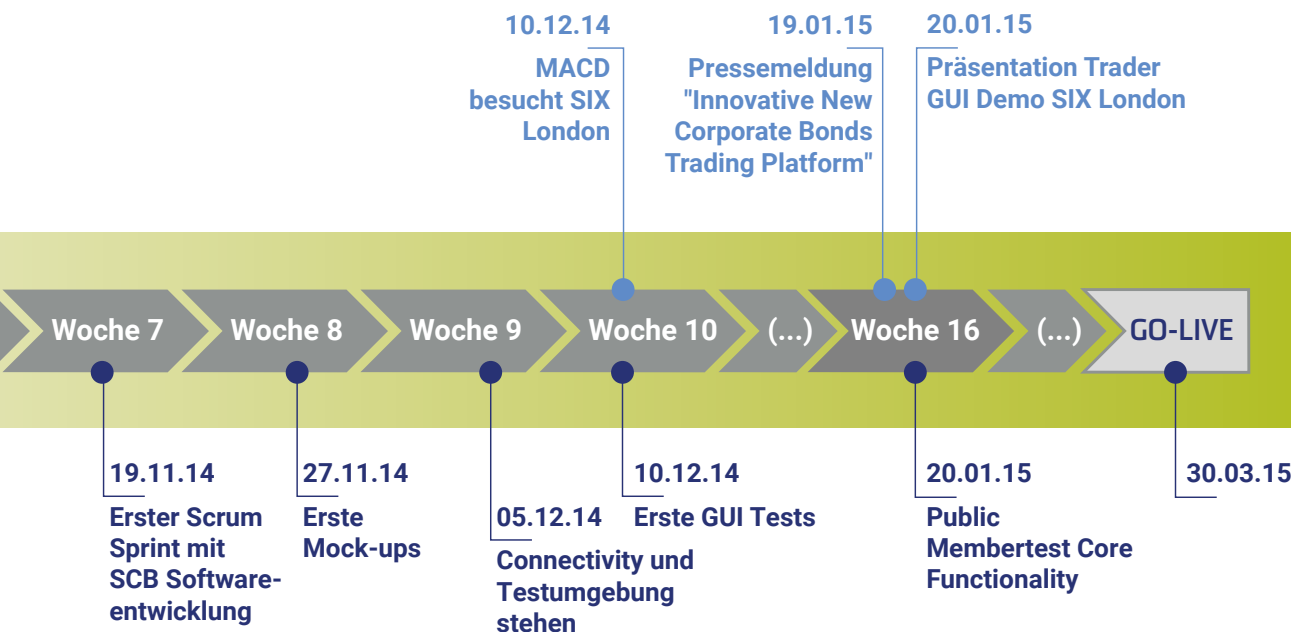 10.12.14
MACD
besucht SIX
London
19.01.15
Pressemeldung
"Innovative New
Corporate Bonds
Trading Platform"
20.01.15
Präsentation Trader
GUI Demo SIX London
Woche 7
Woche 8
Woche 9
Woche 10
(...)
Woche 16
(...)
GO-LIVE
19.11.14
Erster Scrum
Sprint mit
SCB Software-
entwicklung
27.11.14
Erste
Mock-ups
05.12.14
Connectivity und
Testumgebung
stehen
10.12.14
Erste GUI Tests
20.01.15
Public
Membertest Core
Functionality
30.03.15